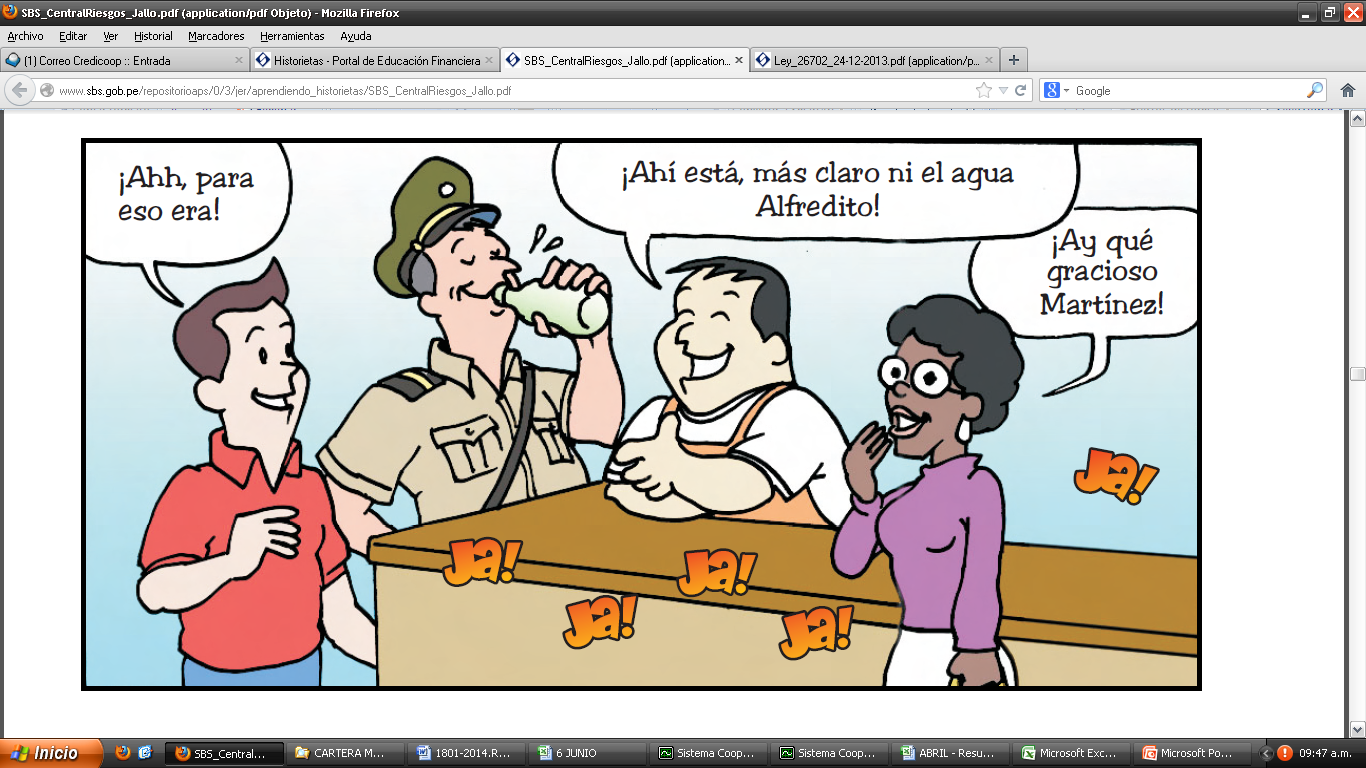 SBS_CentralRiesgos_Jallo.pdf (application/pdf Objeto) - Mozilla Firefox
Archivo Editar Ver Historial Marcadores Herramientas Ayuda
(1) Correo Credicoop :: Entrada
Historietas - Portal de Educación Financiera
SBS_CentralRiesgos_Jallo.pdf (application...
Ley_26702_24-12-2013.pdf (application/p...
www.sbs.gob.pe/repositorioaps/0/3/jer/aprendiendo_historietas/SBS_CentralRiesgos_Jallo.pdf
Google
¡Ahh, para
eso era!
¡Ahí está, más claro ni el agua
Alfredito!
¡Ay qué
gracioso
Martínez!
Ja!
Ja!
Ja!
Ja!
Ja!
Inicio
SBS_Central...
CARTERA M...
1801-2014.R...
6 JUNIO
Sistema Coop...
Sistema Coop...
ABRIL - Resu...
Microsoft Exc...
Microsoft Po...
09:47 a.m.